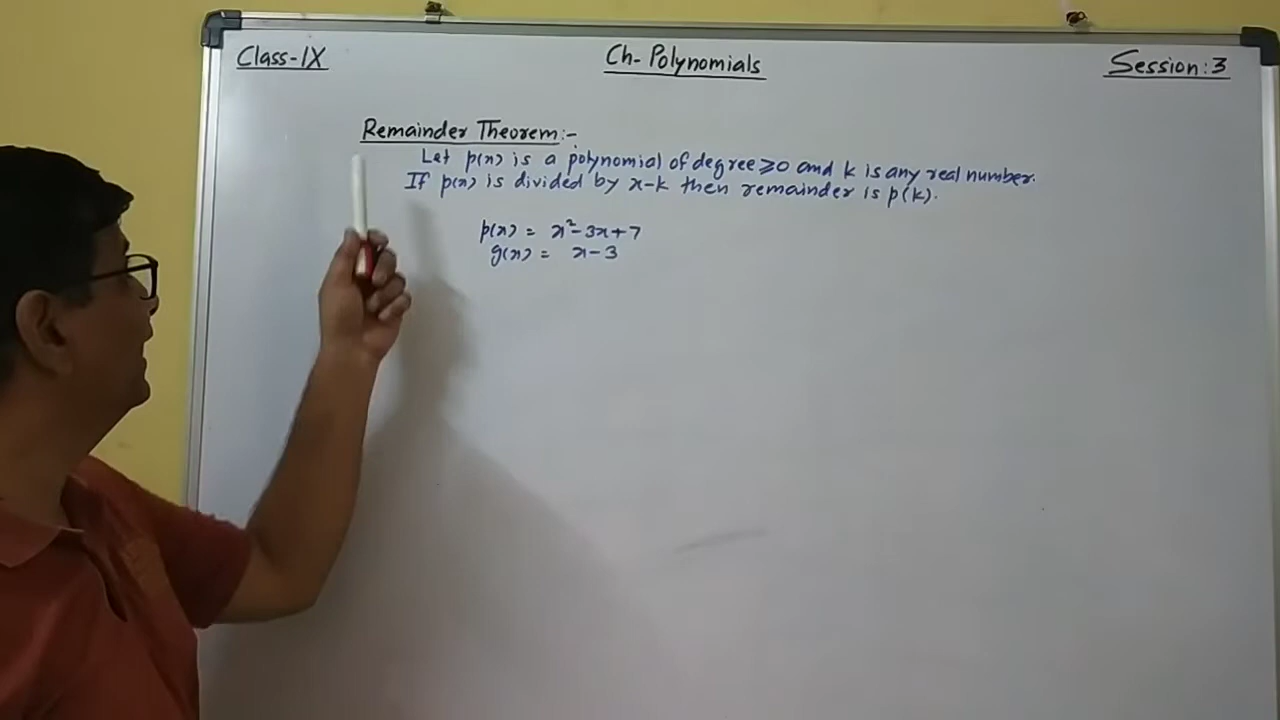 Class-IX
Ch-Polynomials
Session:3
Remainder Theorem:-
Let p(x) is a polynomial of degree ≥ 0 and k is any real number.
If p(x) is divided by x-k then remainder is p(k).
p(x) = x²-3x+7
g(x) = x-3